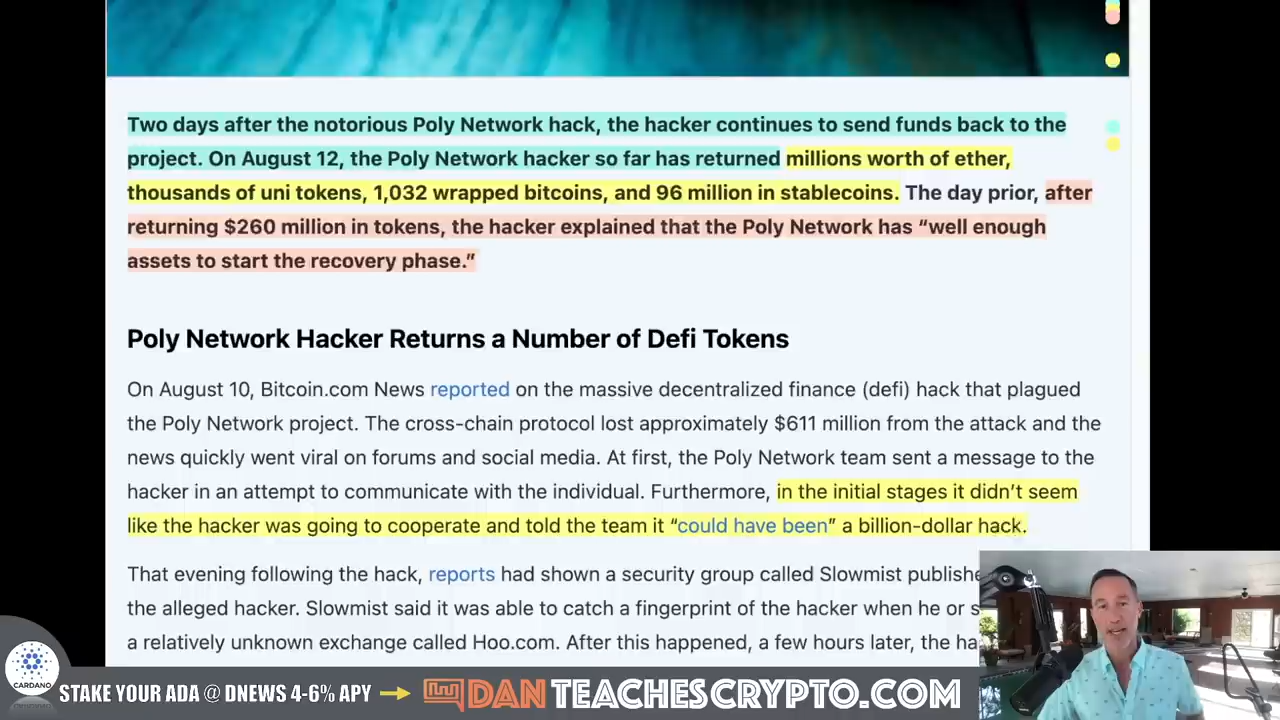 Two days after the notorious Poly Network hack, the hacker continues to send funds back to the
project. On August 12, the Poly Network hacker so far has returned millions worth of ether,
thousands of uni tokens, 1,032 wrapped bitcoins, and 96 million in stablecoins. The day prior, after
returning $260 million in tokens, the hacker explained that the Poly Network has “well enough
assets to start the recovery phase.”
Poly Network Hacker Returns a Number of Defi Tokens
On August 10, Bitcoin.com News reported on the massive decentralized finance (defi) hack that plagued
the Poly Network project. The cross-chain protocol lost approximately $611 million from the attack and the
news quickly went viral on forums and social media. At first, the Poly Network team sent a message to the
hacker in an attempt to communicate with the individual. Furthermore, in the initial stages it didn’t seem
like the hacker was going to cooperate and told the team it “could have been” a billion-dollar hack.
That evening following the hack, reports had shown a security group called Slowmist
the alleged hacker. Slowmist said it was able to catch a fingerprint of the hacker when he or
a relatively unknown exchange called Hoo.com. After this happened, a few hours later, the
CARDANO
STAKE YOUR ADA @ DNEWS 4-6% APY
DANTEACHESCRYPTO.COM